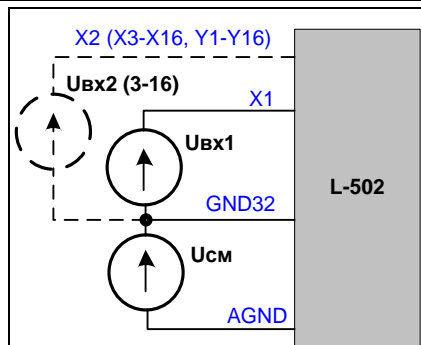 X2 (X3-X16, Y1-Y16)
Uвх2 (3-16)
X1
Uвх1
L-502
GND32
Uсм
AGND